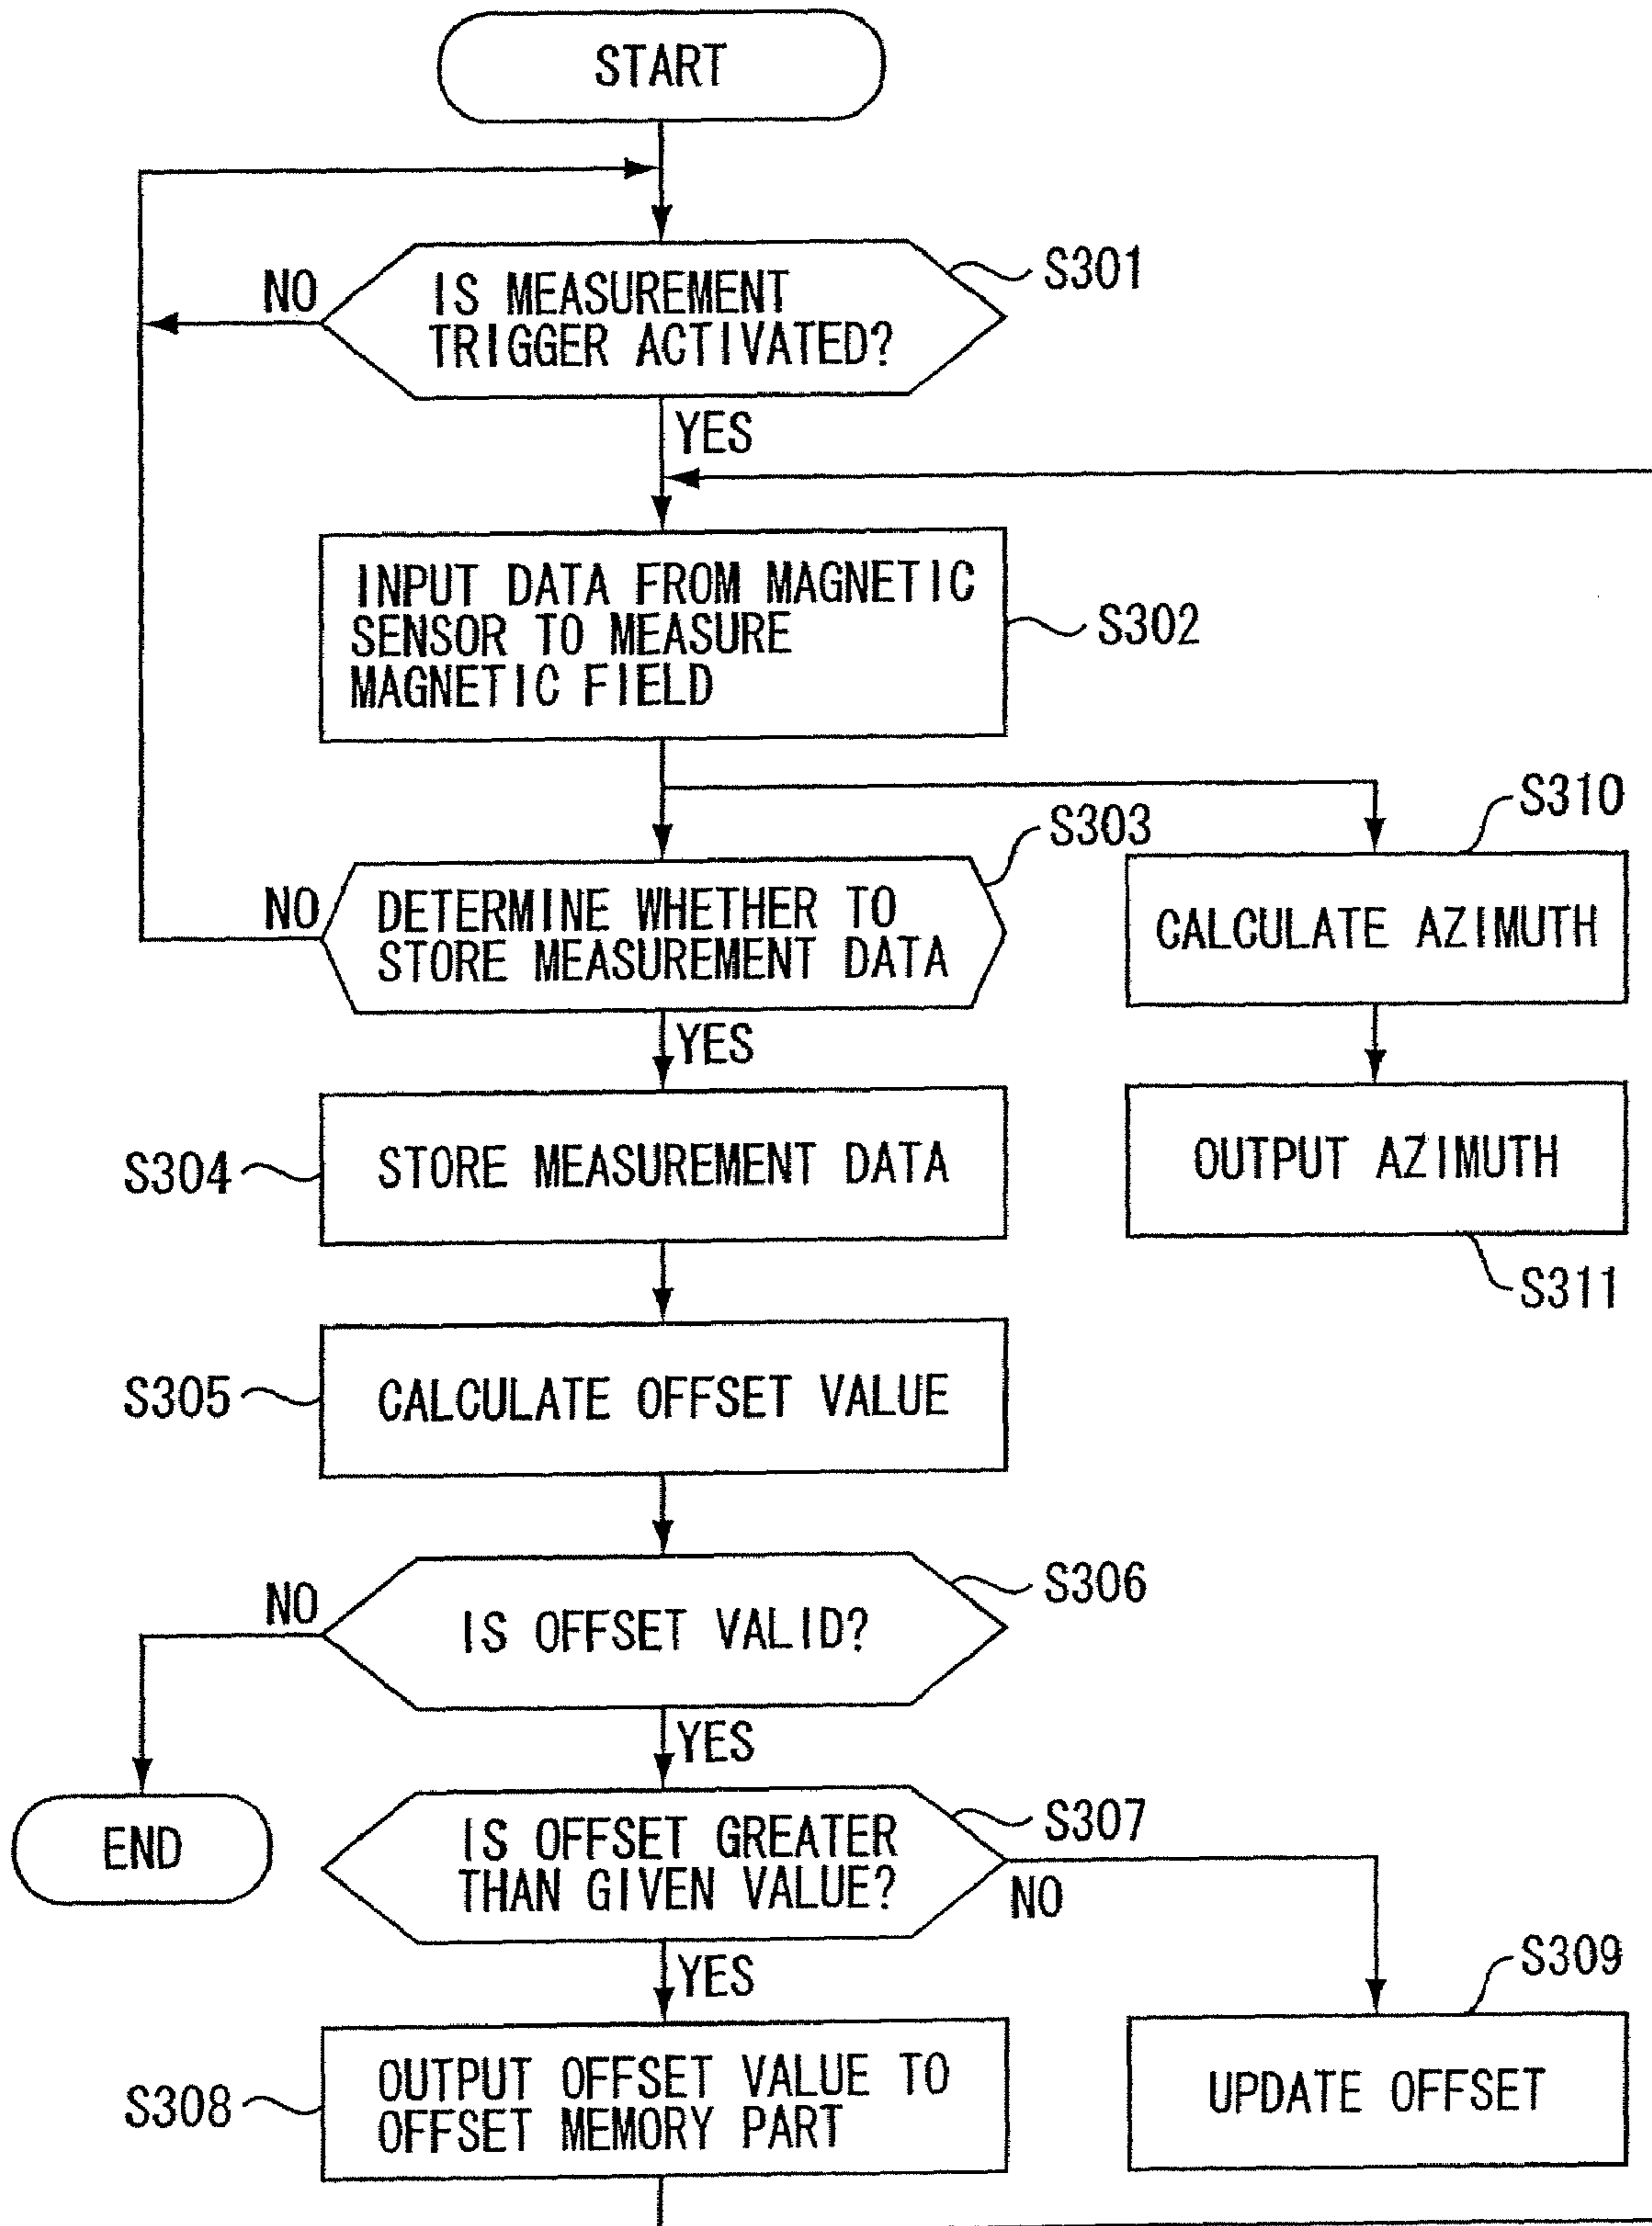 START
NO
IS MEASUREMENT
TRIGGER ACTIVATED?
S301
YES
INPUT DATA FROM MAGNETIC
SENSOR TO MEASURE
MAGNETIC FIELD
S302
S310
S303
NO
DETERMINE WHETHER TO
STORE MEASUREMENT DATA
CALCULATE AZIMUTH
YES
S304
STORE MEASUREMENT DATA
OUTPUT AZIMUTH
S311
S305
CALCULATE OFFSET VALUE
S306
NO
IS OFFSET VALID?
YES
END
IS OFFSET GREATER
THAN GIVEN VALUE?
S307
NO
YES
S309
S308
OUTPUT OFFSET VALUE TO
OFFSET MEMORY PART
UPDATE OFFSET